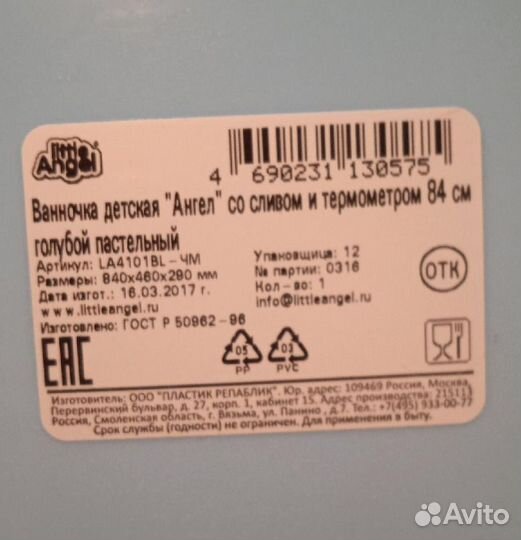 little
Angel
4 690231 130575
Ванночка детская "Ангел" со сливом и термометром 84 см
голубой пастельный
Артикул: LA4101BL-ЧМ
Размеры: 840х460х290 мм
Дата изгот.: 16.03.2017 г.
www.littleangel.ru
Изготовлено: ГОСТ Р 50962-96
Упаковщица: 12
№ партии: 0316
Кол-во: 1
info@littleangel.ru
ОТК
EAC
05
PP
03
PVC
Изготовитель: ООО "ПЛАСТИК РЕПАБЛИК". Юр. адрес: 109469 Россия, Москва,
Перервинский бульвар, д. 27, корп. 1, кабинет 15. Адрес производства: 215113
Россия, Смоленская область, г. Вязьма, ул. Панино, д.7. Тел.: +7(495) 933-00-77
Срок службы (годности) не ограничен. Для применения в быту.
Avito